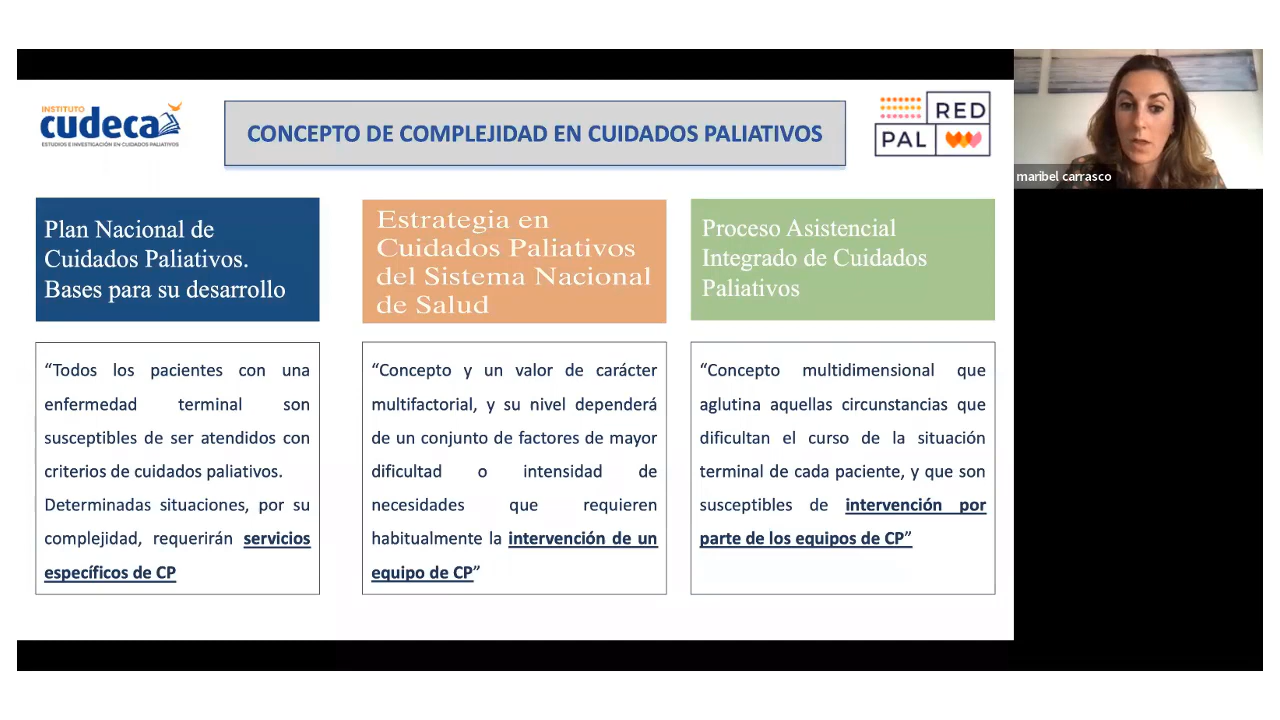 INSTITUTO
cudeca
ESTUDIOS E INVESTIGACIÓN EN CUIDADOS PALIATIVOS
CONCEPTO DE COMPLEJIDAD EN CUIDADOS PALIATIVOS
RED
PAL
maribel carrasco
Plan Nacional de
Cuidados Paliativos.
Bases para su desarrollo
Estrategia en
Cuidados Paliativos
del Sistema Nacional
de Salud
Proceso Asistencial
Integrado de Cuidados
Paliativos
“Todos los pacientes con una
enfermedad terminal son
susceptibles de ser atendidos con
criterios de cuidados paliativos.
Determinadas situaciones, por su
complejidad, requerirán servicios
específicos de CP
“Concepto y un valor de carácter
multifactorial, y su nivel dependerá
de un conjunto de factores de mayor
dificultad o intensidad de
necesidades que requieren
habitualmente la intervención de un
equipo de CP”
“Concepto multidimensional que
aglutina aquellas circunstancias que
dificultan el curso de la situación
terminal de cada paciente, y que son
susceptibles de intervención por
parte de los equipos de CP”